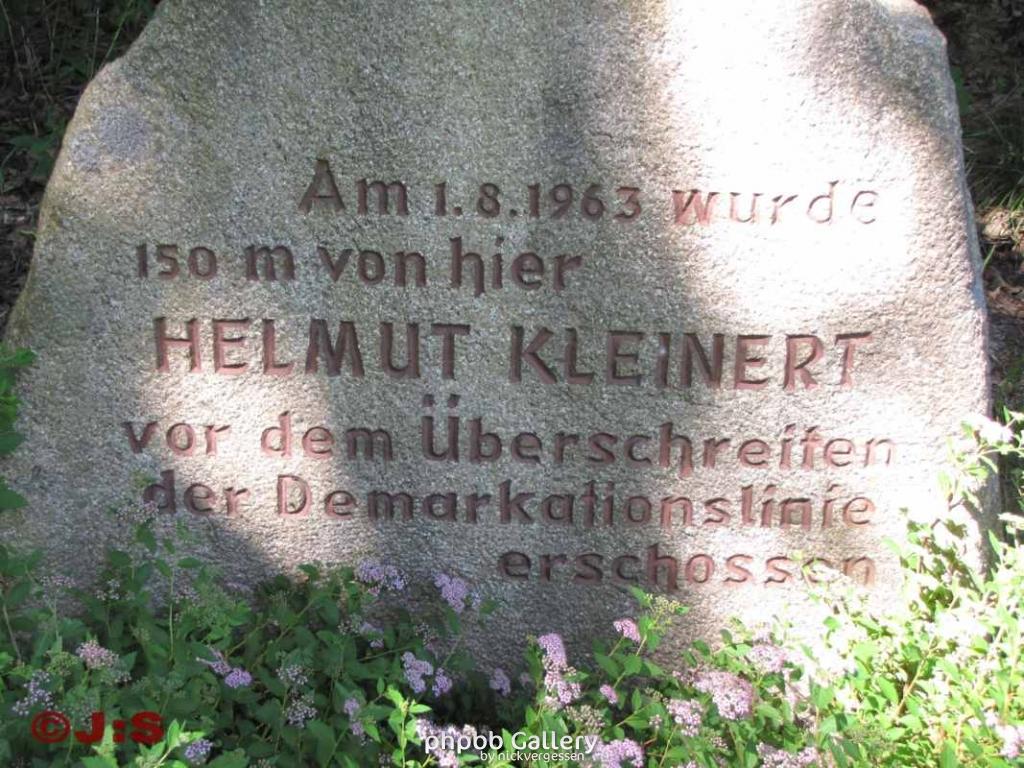 Am 1.8.1963 wurde
150 m von hier
HELMUT KLEINERT
vor dem Überschreiten
der Demarkationslinie
erschossen
©J:S
phpbb Gallery
by nickvergessen